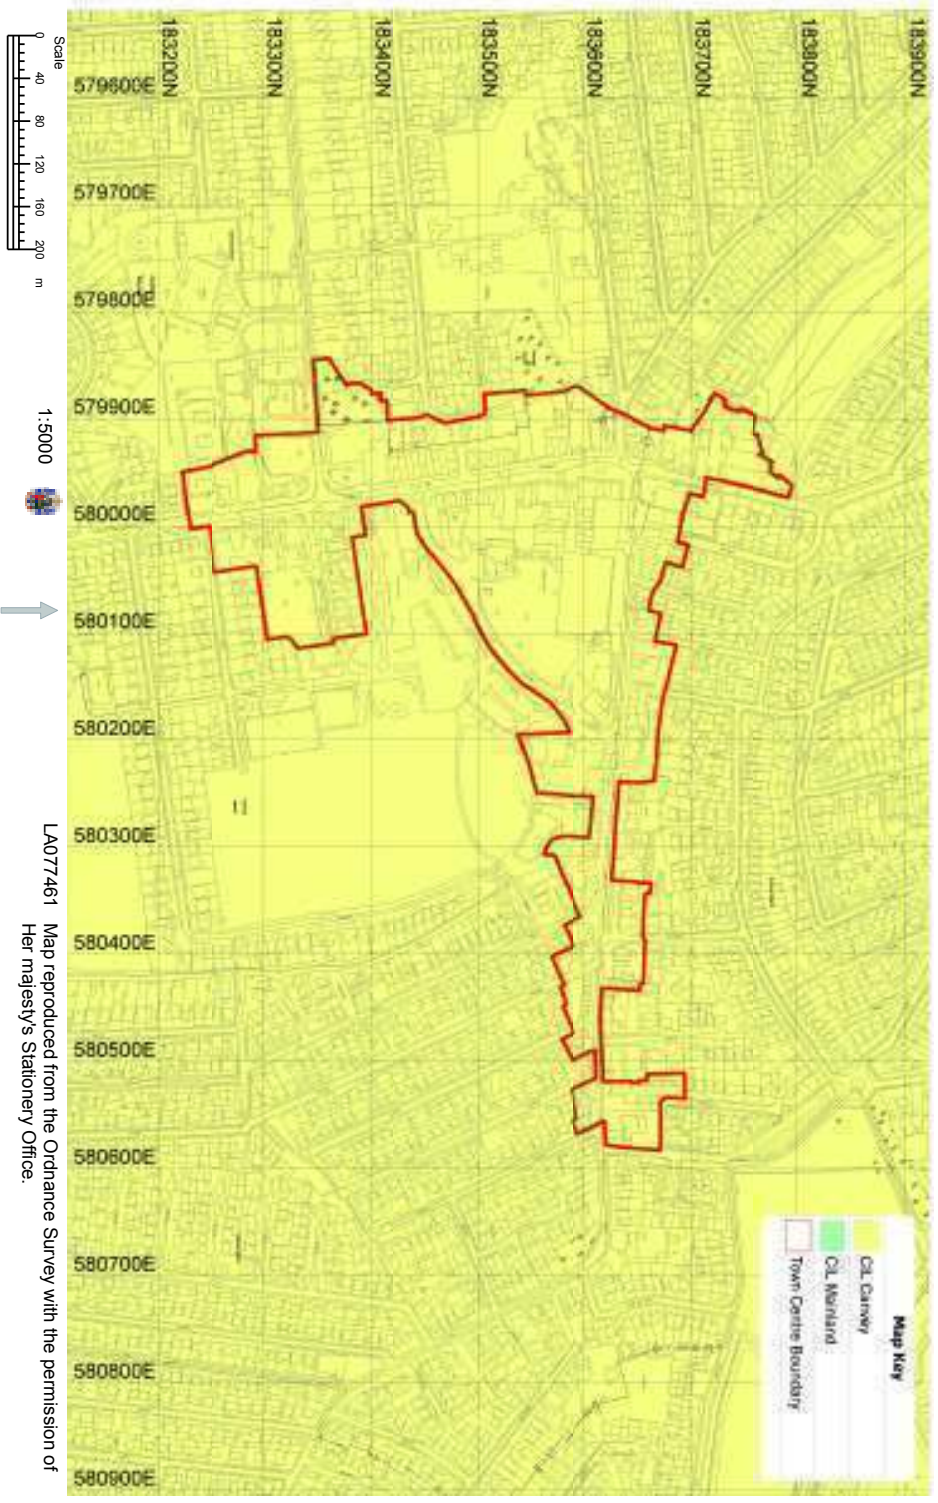 Map Key
CIL Canvey
CIL Mainland
Town Centre Boundary
183900N
183800N
183700N
183600N
183500N
183400N
183300N
183200N
579600E
579700E
579800E
579900E
580000E
580100E
580200E
580300E
580400E
580500E
580600E
580700E
580800E
580900E
Scale
0 40 80 120 160 200 m
1:5000
LA077461 Map reproduced from the Ordnance Survey with the permission of
Her majesty's Stationery Office.